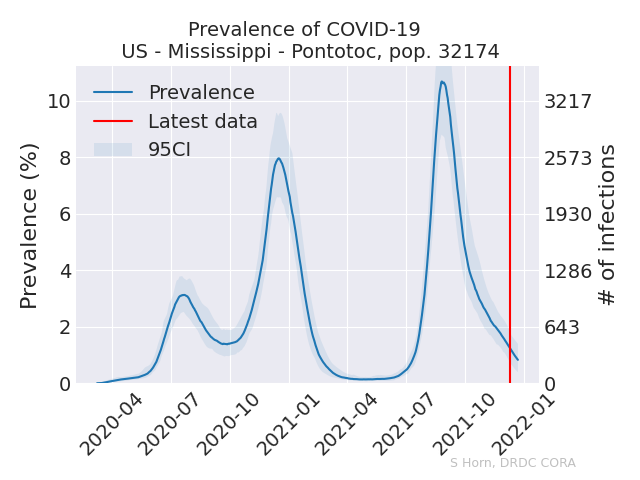 Prevalence of COVID-19
US - Mississippi - Pontotoc, pop. 32174
Prevalence
Latest data
95CI
Prevalence (%)
10
8
6
4
2
0
3217
2573
1930
1286
643
0
# of infections
2020-04
2020-07
2020-10
2021-01
2021-04
2021-07
2021-10
2022-01
S Horn, DRDC CORA